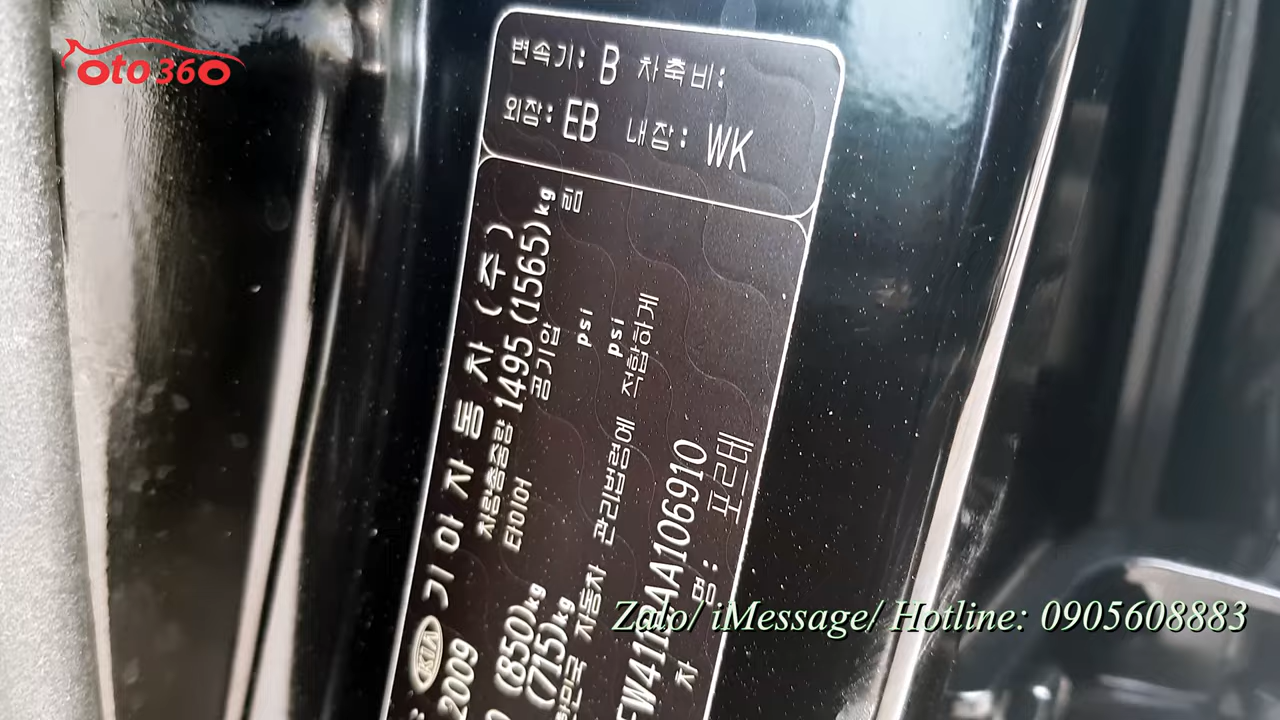 oto360
변속기: B 차축비:
외장: EB 내장: WK
KIA 기아자동차 (주)
2009
차량총중량 1495 (1565)kg
(850)kg 타이어 공기압 림
(715)kg psi
psi
자동차 관리법령에 적합하게
FW411BAA106910
차 명: 포르테
Zalo/ iMessage/ Hotline: 0905608883